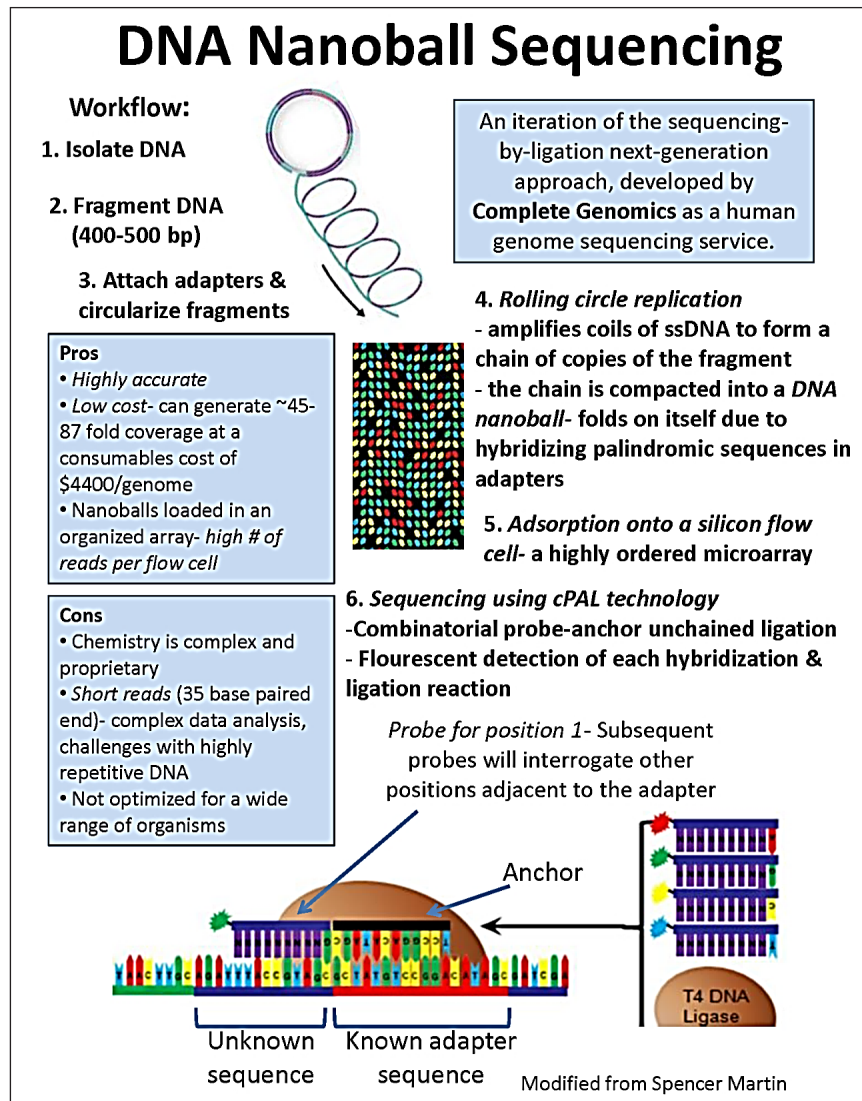 DNA Nanoball Sequencing
Workflow:
1. Isolate DNA
2. Fragment DNA
(400-500 bp)
3. Attach adapters &
circularize fragments
An iteration of the sequencing-
by-ligation next-generation
approach, developed by
Complete Genomics as a human
genome sequencing service.
4. Rolling circle replication
- amplifies coils of ssDNA to form a
chain of copies of the fragment
- the chain is compacted into a DNA
nanoball- folds on itself due to
hybridizing palindromic sequences in
adapters
5. Adsorption onto a silicon flow
cell- a highly ordered microarray
Pros
• Highly accurate
• Low cost- can generate ~45-
87 fold coverage at a
consumables cost of
$4400/genome
• Nanoballs loaded in an
organized array- high # of
reads per flow cell
Cons
• Chemistry is complex and
proprietary
• Short reads (35 base paired
end)- complex data analysis,
challenges with highly
repetitive DNA
• Not optimized for a wide
range of organisms
6. Sequencing using cPAL technology
-Combinatorial probe-anchor unchained ligation
- Flourescent detection of each hybridization &
ligation reaction
Probe for position 1- Subsequent
probes will interrogate other
positions adjacent to the adapter
Anchor
T4 DNA
Ligase
Unknown
sequence
Known adapter
sequence
Modified from Spencer Martin